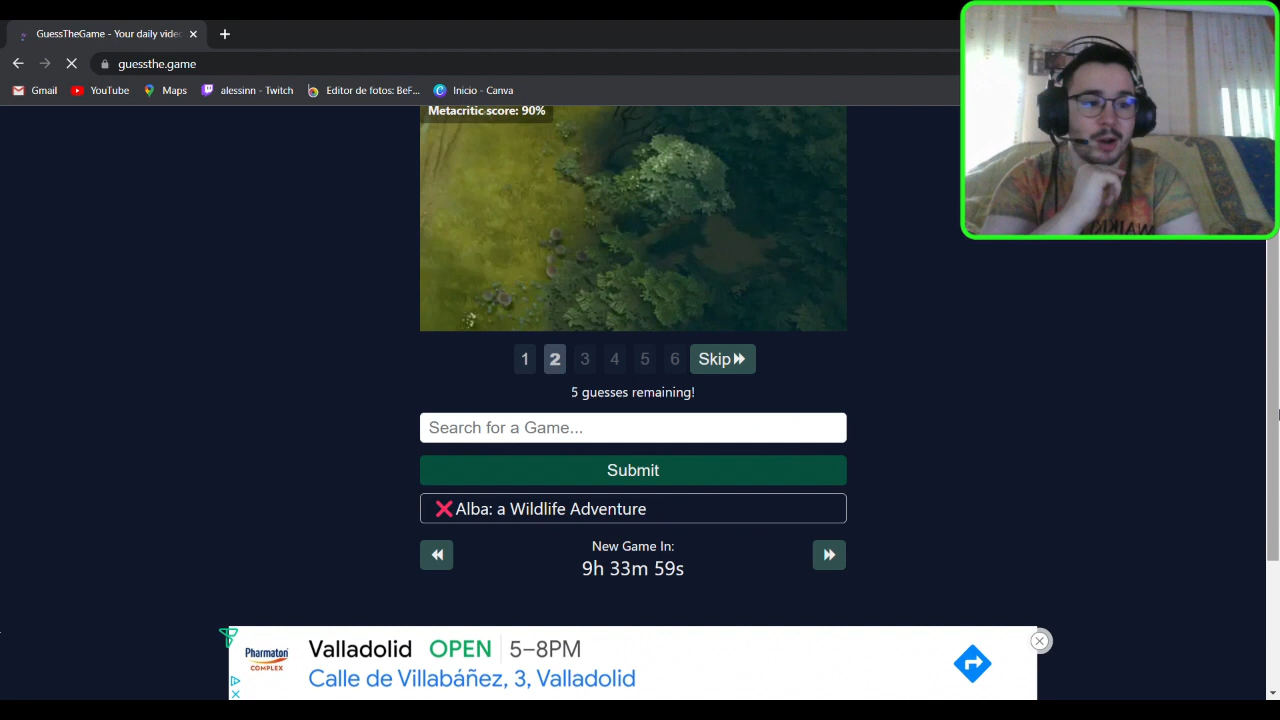 GuessTheGame - Your daily vide
guessthe.game
Gmail YouTube Maps alessinn - Twitch Editor de fotos: BeF... Inicio - Canva
Metacritic score: 90%
1 2 3 4 5 6 Skip
5 guesses remaining!
Search for a Game...
Submit
Alba: a Wildlife Adventure
New Game In:
9h 33m 59s
Pharmaton COMPLEX
Valladolid OPEN 5–8PM
Calle de Villabáñez, 3, Valladolid